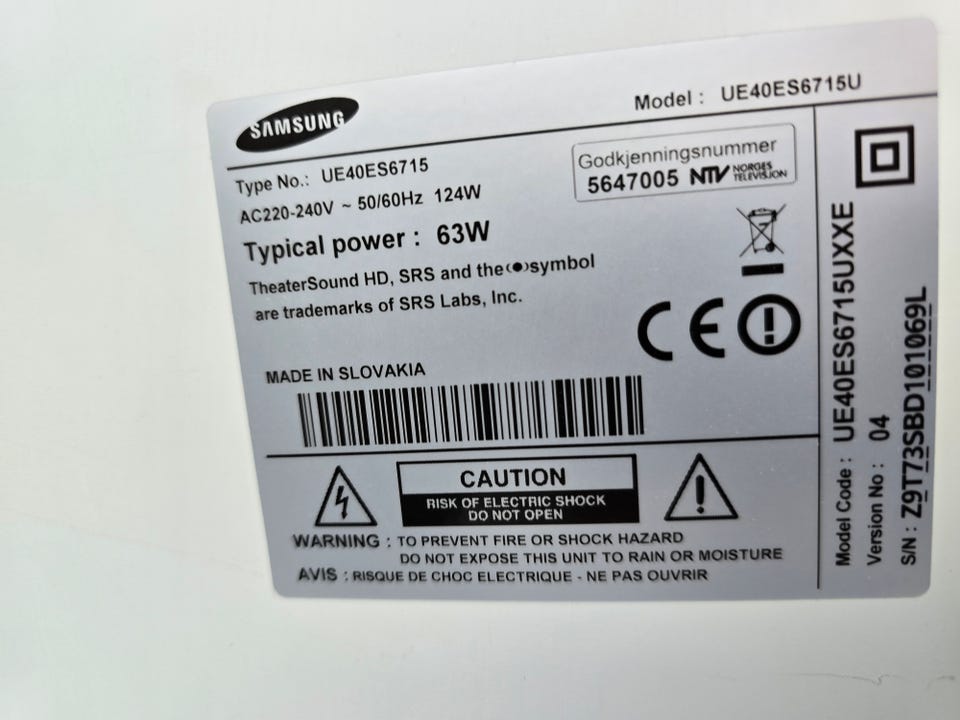 SAMSUNG
Model : UE40ES6715U
Type No.: UE40ES6715
AC220-240V ~ 50/60Hz 124W
Typical power : 63W
Godkjenningsnummer
5647005 NTV NORGES TELEVISJON
TheaterSound HD, SRS and the (●) symbol
are trademarks of SRS Labs, Inc.
CE
MADE IN SLOVAKIA
CAUTION
RISK OF ELECTRIC SHOCK
DO NOT OPEN
WARNING : TO PREVENT FIRE OR SHOCK HAZARD
DO NOT EXPOSE THIS UNIT TO RAIN OR MOISTURE
AVIS : RISQUE DE CHOC ELECTRIQUE - NE PAS OUVRIR
Model Code : UE40ES6715UXXE
Version No : 04
S/N : Z9T73SBD101069L